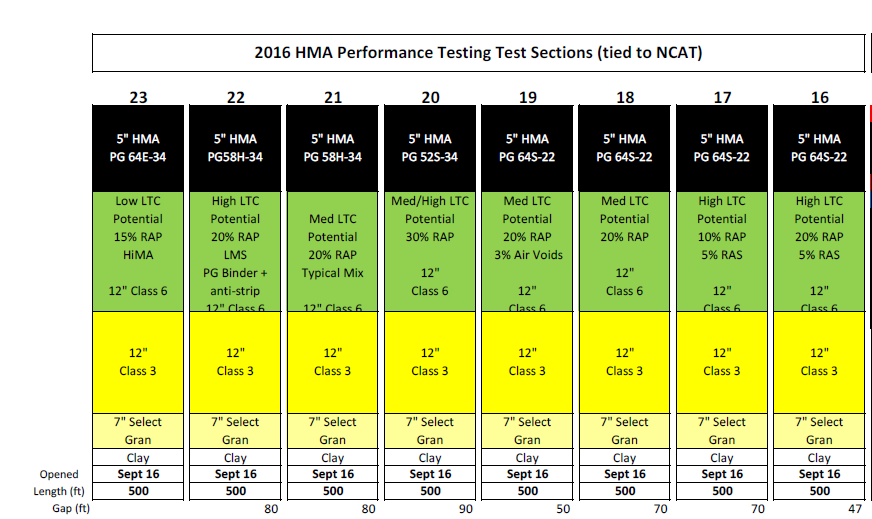 2016 HMA Performance Testing Test Sections (tied to NCAT)
23 22 21 20 19 18 17 16
5" HMA 5" HMA 5" HMA 5" HMA 5" HMA 5" HMA 5" HMA 5" HMA
PG 64E-34 PG58H-34 PG 58H-34 PG 52S-34 PG 64S-22 PG 64S-22 PG 64S-22 PG 64S-22
Low LTC
Potential
15% RAP
HiMA
12" Class 6
High LTC
Potential
20% RAP
LMS
PG Binder +
anti-strip
12" Class 6
Med LTC
Potential
20% RAP
Typical Mix
12" Class 6
Med/High LTC
Potential
30% RAP
12"
Class 6
Med LTC
Potential
20% RAP
3% Air Voids
12"
Class 6
Med LTC
Potential
20% RAP
12"
Class 6
High LTC
Potential
10% RAP
5% RAS
12"
Class 6
High LTC
Potential
20% RAP
5% RAS
12"
Class 6
12" 12" 12" 12" 12" 12" 12" 12"
Class 3 Class 3 Class 3 Class 3 Class 3 Class 3 Class 3 Class 3
7" Select 7" Select 7" Select 7" Select 7" Select 7" Select 7" Select 7" Select
Gran Gran Gran Gran Gran Gran Gran Gran
Clay Clay Clay Clay Clay Clay Clay Clay
Opened Sept 16 Sept 16 Sept 16 Sept 16 Sept 16 Sept 16 Sept 16 Sept 16
Length (ft) 500 500 500 500 500 500 500 500
Gap (ft) 80 80 90 50 70 70 47